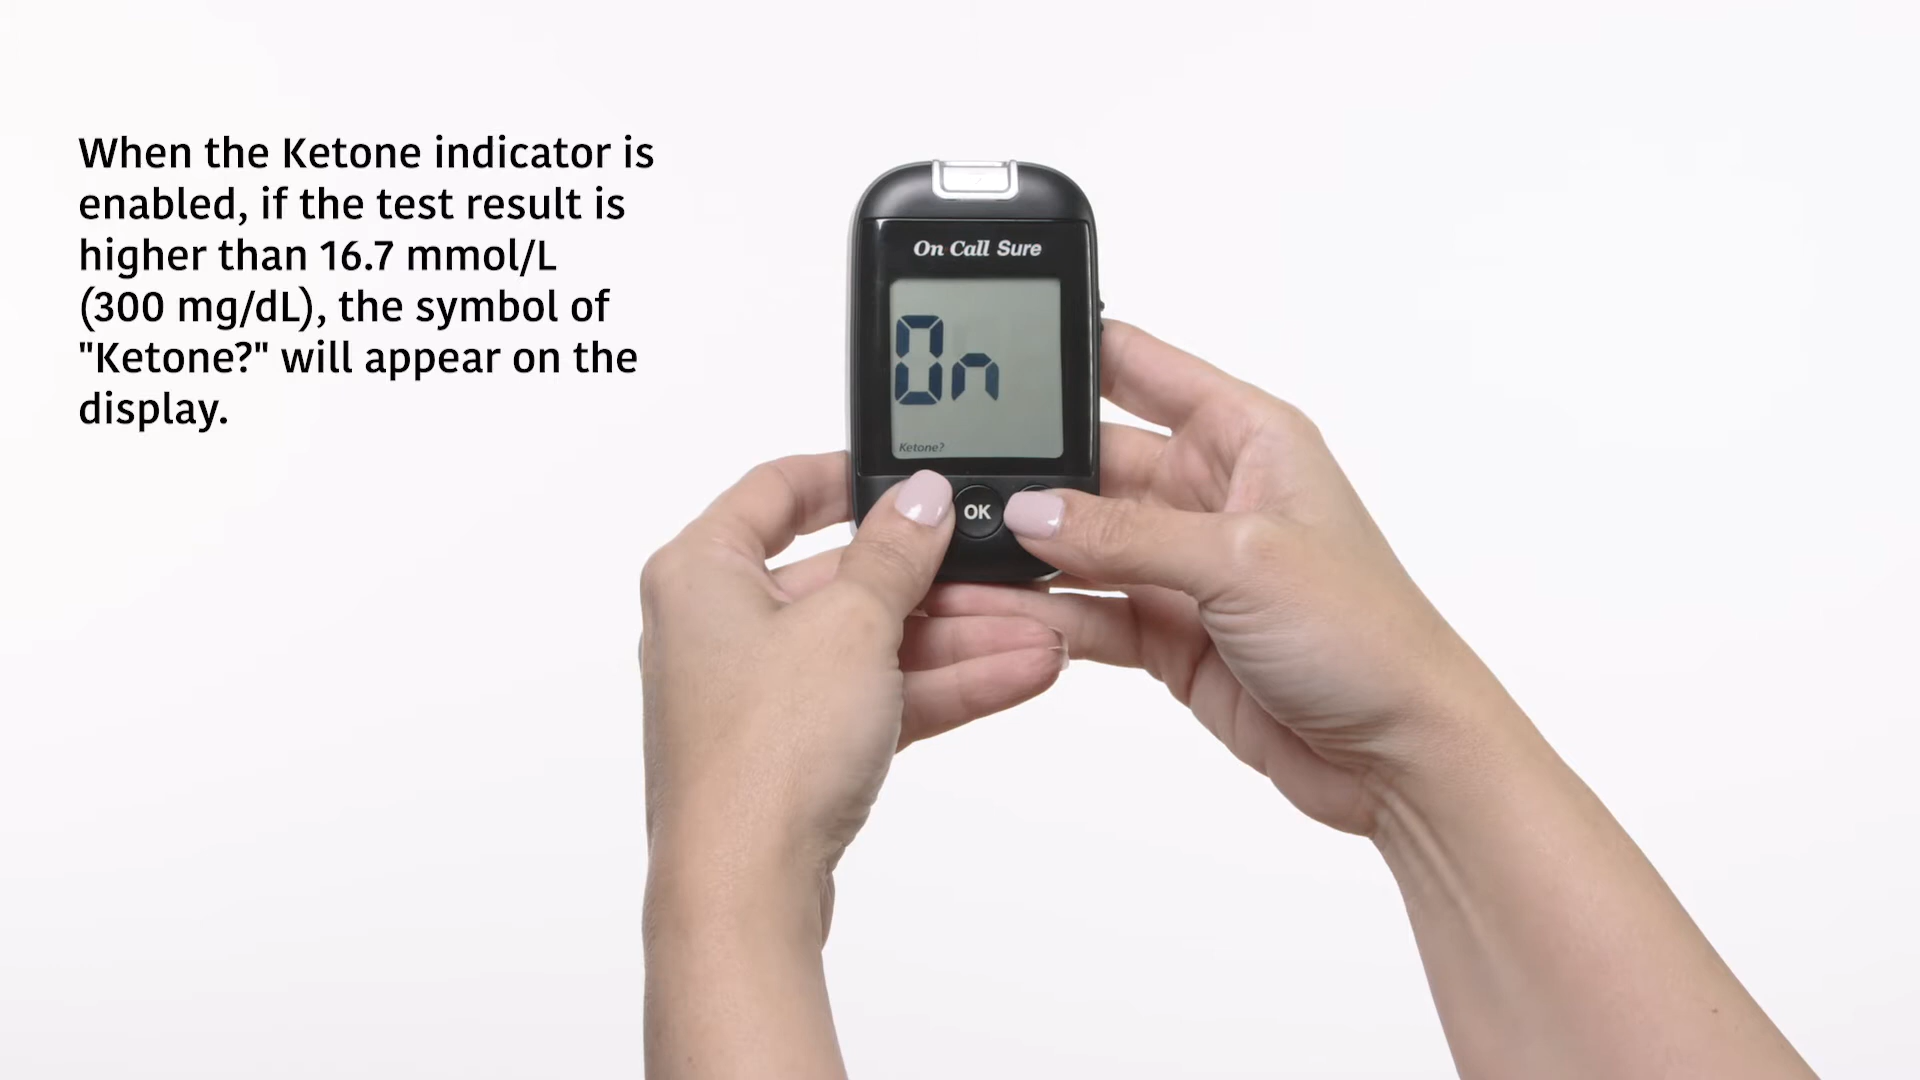 When the Ketone indicator is
enabled, if the test result is
higher than 16.7 mmol/L
(300 mg/dL), the symbol of
"Ketone?" will appear on the
display.
On Call Sure
On
Ketone?
OK